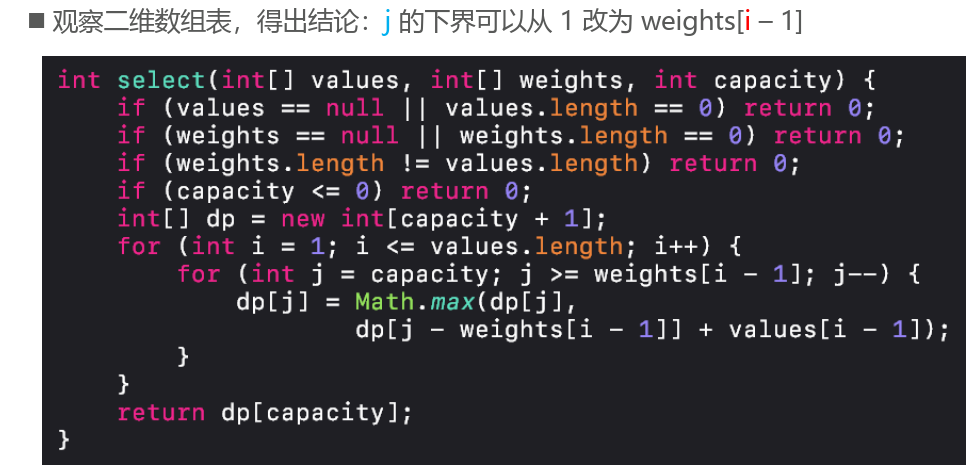 ■ 观察二维数组表，得出结论：j 的下界可以从 1 改为 weights[i – 1]
int select(int[] values, int[] weights, int capacity) {
    if (values == null || values.length == 0) return 0;
    if (weights == null || weights.length == 0) return 0;
    if (weights.length != values.length) return 0;
    if (capacity <= 0) return 0;
    int[] dp = new int[capacity + 1];
    for (int i = 1; i <= values.length; i++) {
        for (int j = capacity; j >= weights[i - 1]; j--) {
            dp[j] = Math.max(dp[j],
                    dp[j - weights[i - 1]] + values[i - 1]);
        }
    }
    return dp[capacity];
}